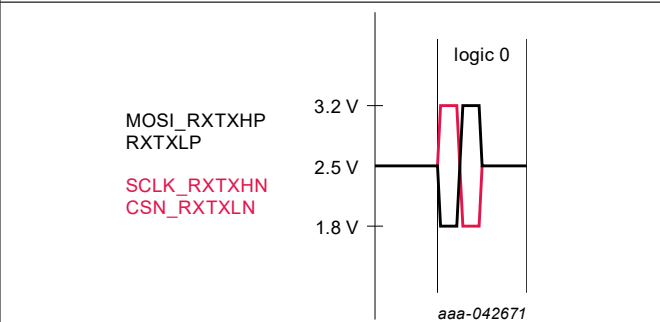 logic 0
3.2 V
MOSI_RXTXHP
RXTXLP
2.5 V
SCLK_RXTXHN
CSN_RXTXLN
1.8 V
aaa-042671